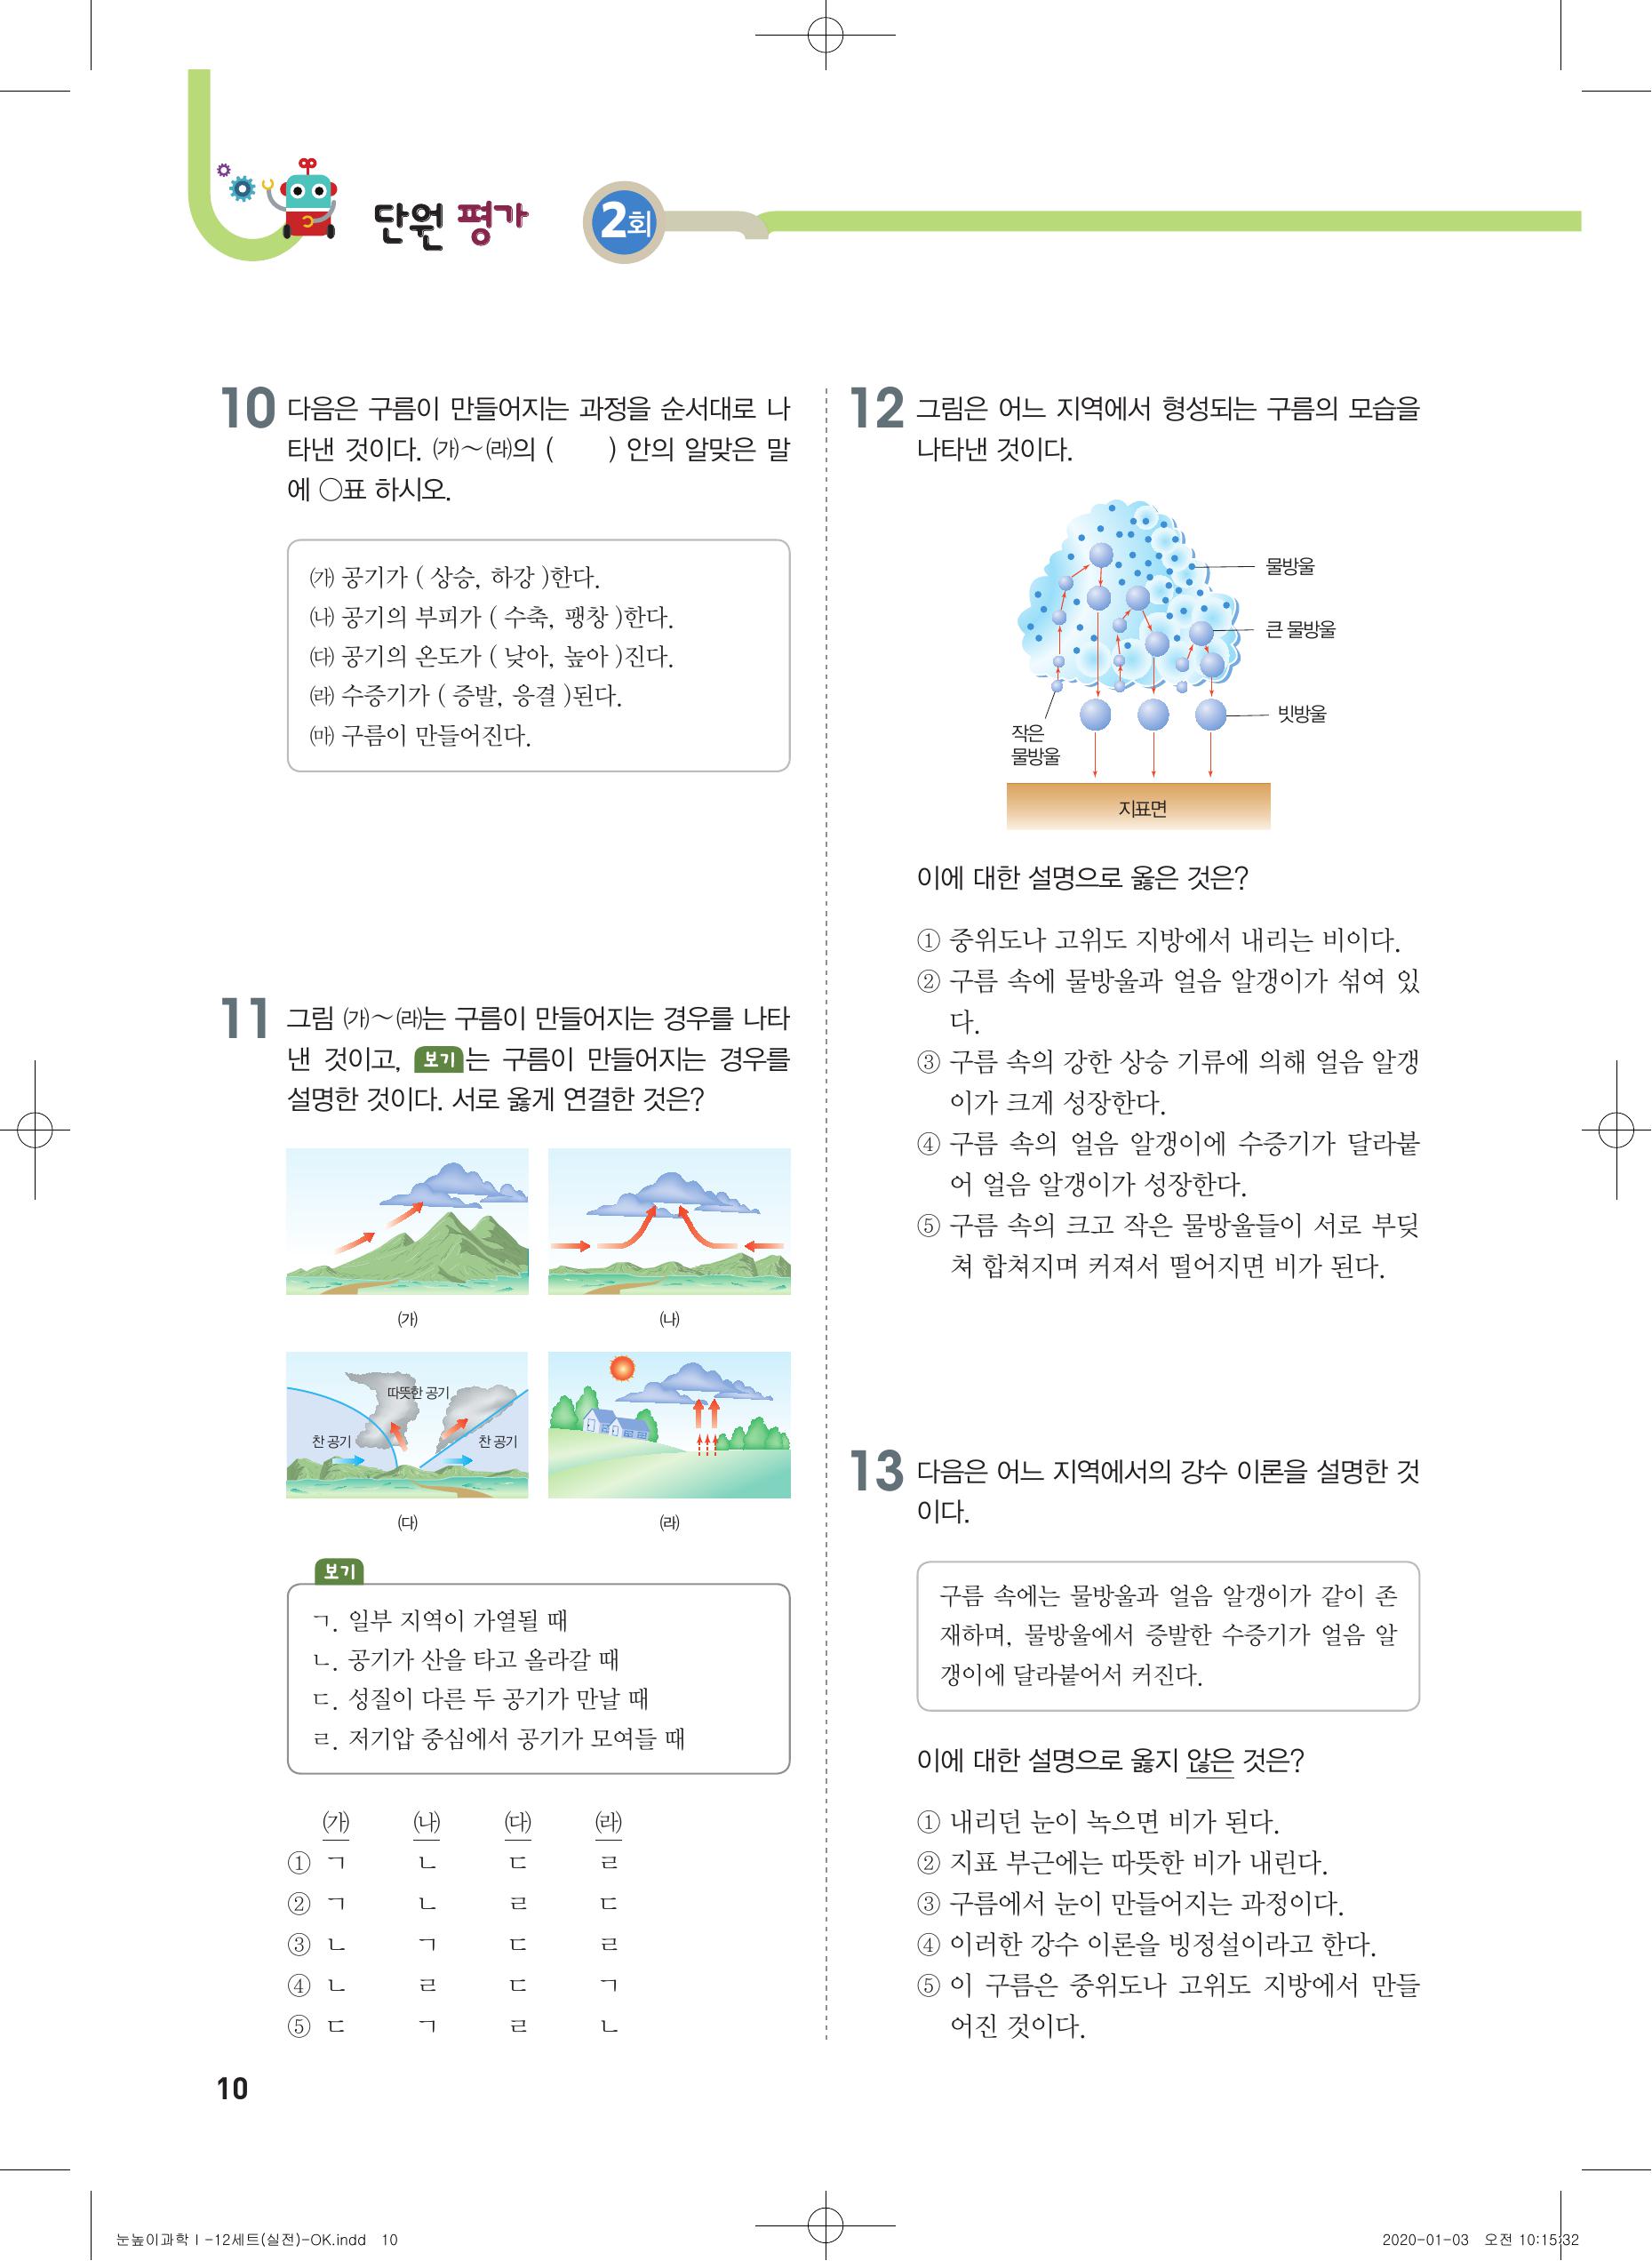 단원 평가 2회
10 다음은 구름이 만들어지는 과정을 순서대로 나
타낸 것이다. ㈎～㈑의 (      ) 안의 알맞은 말
에 ○표 하시오.
㈎ 공기가 ( 상승, 하강 )한다.
㈏ 공기의 부피가 ( 수축, 팽창 )한다.
㈐ 공기의 온도가 ( 낮아, 높아 )진다.
㈑ 수증기가 ( 증발, 응결 )된다.
㈒ 구름이 만들어진다.
11 그림 ㈎～㈑는 구름이 만들어지는 경우를 나타
낸 것이고, 보기 는 구름이 만들어지는 경우를
설명한 것이다. 서로 옳게 연결한 것은?
㈎ ㈏
따뜻한 공기
찬 공기 찬 공기
㈐ ㈑
보기
ㄱ. 일부 지역이 가열될 때
ㄴ. 공기가 산을 타고 올라갈 때
ㄷ. 성질이 다른 두 공기가 만날 때
ㄹ. 저기압 중심에서 공기가 모여들 때
㈎ ㈏ ㈐ ㈑
① ㄱ ㄴ ㄷ ㄹ
② ㄱ ㄴ ㄹ ㄷ
③ ㄴ ㄱ ㄷ ㄹ
④ ㄴ ㄹ ㄷ ㄱ
⑤ ㄷ ㄱ ㄹ ㄴ
12 그림은 어느 지역에서 형성되는 구름의 모습을
나타낸 것이다.
물방울
큰 물방울
빗방울
작은
물방울
지표면
이에 대한 설명으로 옳은 것은?
① 중위도나 고위도 지방에서 내리는 비이다.
② 구름 속에 물방울과 얼음 알갱이가 섞여 있
다.
③ 구름 속의 강한 상승 기류에 의해 얼음 알갱
이가 크게 성장한다.
④ 구름 속의 얼음 알갱이에 수증기가 달라붙
어 얼음 알갱이가 성장한다.
⑤ 구름 속의 크고 작은 물방울들이 서로 부딪
쳐 합쳐지며 커져서 떨어지면 비가 된다.
13 다음은 어느 지역에서의 강수 이론을 설명한 것
이다.
구름 속에는 물방울과 얼음 알갱이가 같이 존
재하며, 물방울에서 증발한 수증기가 얼음 알
갱이에 달라붙어서 커진다.
이에 대한 설명으로 옳지 않은 것은?
① 내리던 눈이 녹으면 비가 된다.
② 지표 부근에는 따뜻한 비가 내린다.
③ 구름에서 눈이 만들어지는 과정이다.
④ 이러한 강수 이론을 빙정설이라고 한다.
⑤ 이 구름은 중위도나 고위도 지방에서 만들
어진 것이다.
10
눈높이과학Ⅰ-12세트(실전)-OK.indd 10
2020-01-03 오전 10:15:32